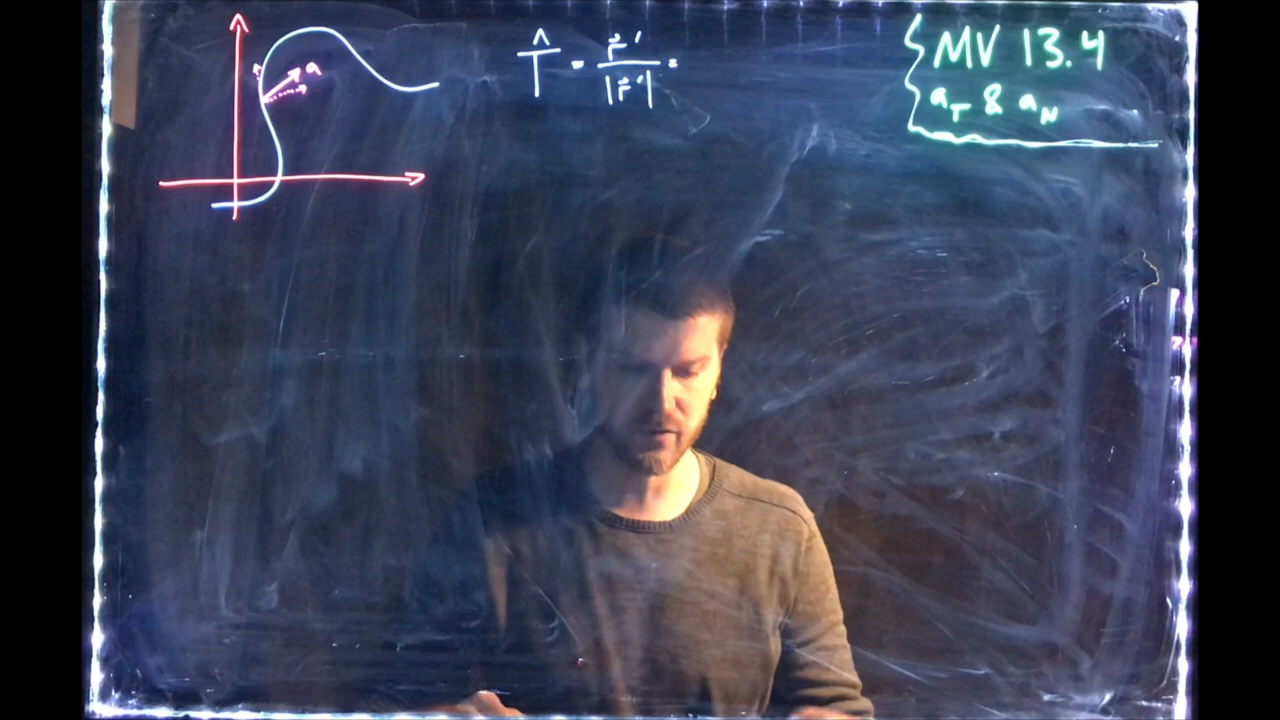 a
T̂ = r⃗' / |r⃗'| =
MV 13.4
a_T & a_N